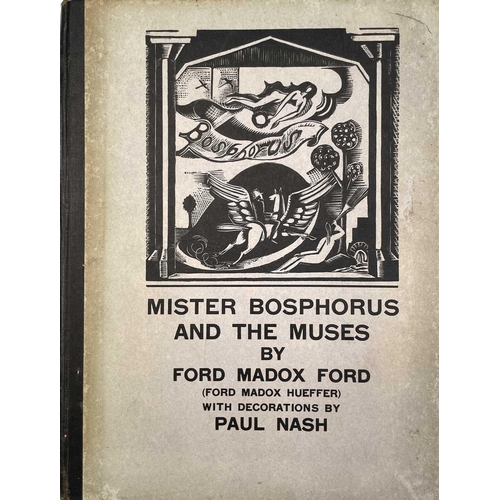 Bosphorus
MISTER BOSPHORUS
AND THE MUSES
BY
FORD MADOX FORD
(FORD MADOX HUEFFER)
WITH DECORATIONS BY
PAUL NASH